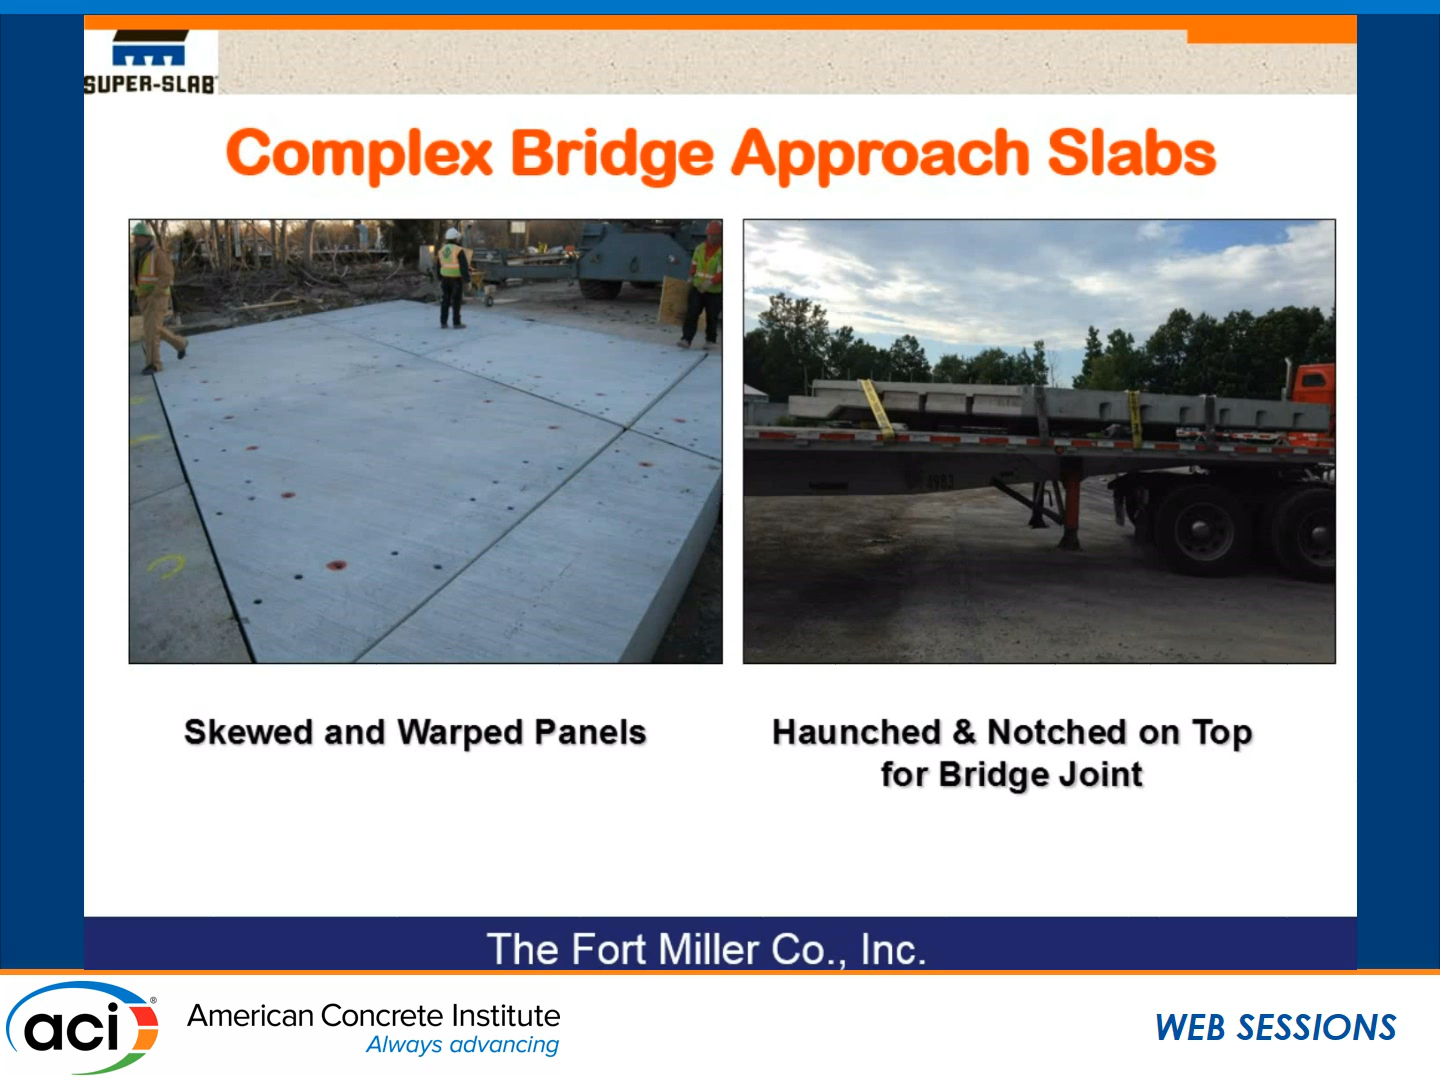 SUPER-SLAB
Complex Bridge Approach Slabs
Skewed and Warped Panels
Haunched & Notched on Top
for Bridge Joint
The Fort Miller Co., Inc.
aci®
American Concrete Institute
Always advancing
WEB SESSIONS